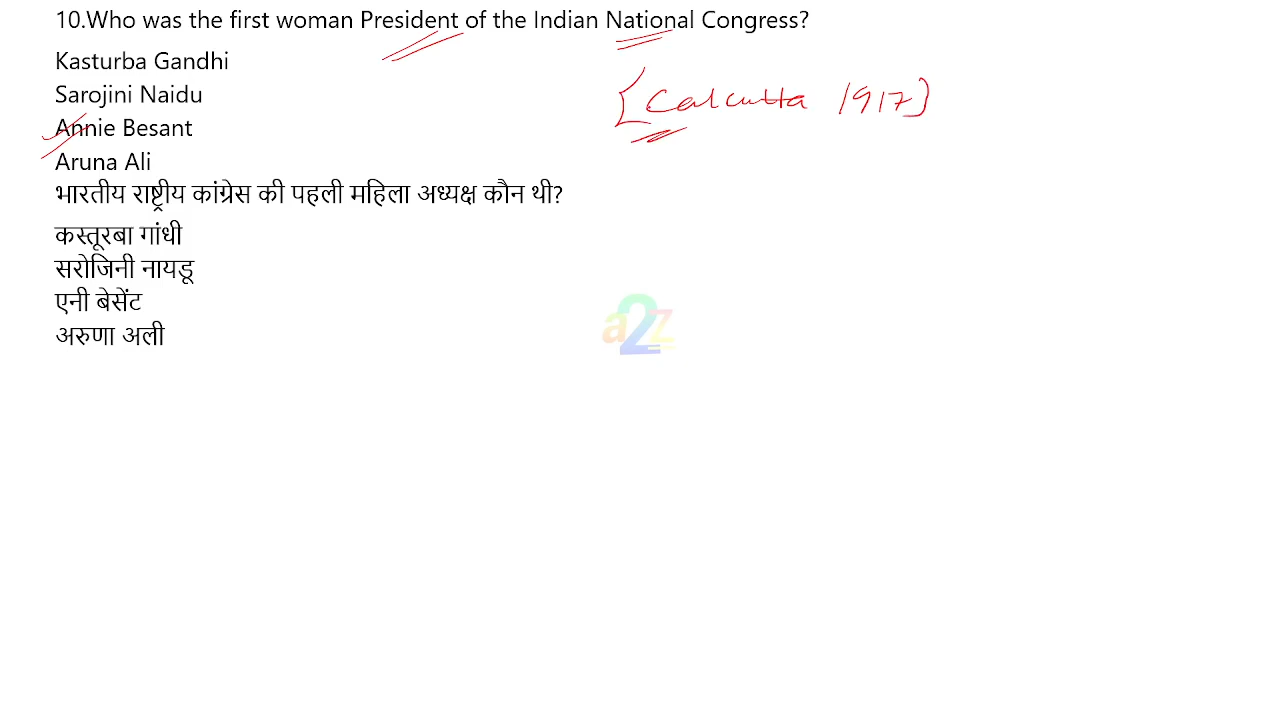 10.Who was the first woman President of the Indian National Congress?
Kasturba Gandhi
Sarojini Naidu
{Calcutta 1917}
Annie Besant
Aruna Ali
भारतीय राष्ट्रीय कांग्रेस की पहली महिला अध्यक्ष कौन थी?
कस्तूरबा गांधी
सरोजिनी नायडू
एनी बेसेंट
अरुणा अली
a2z